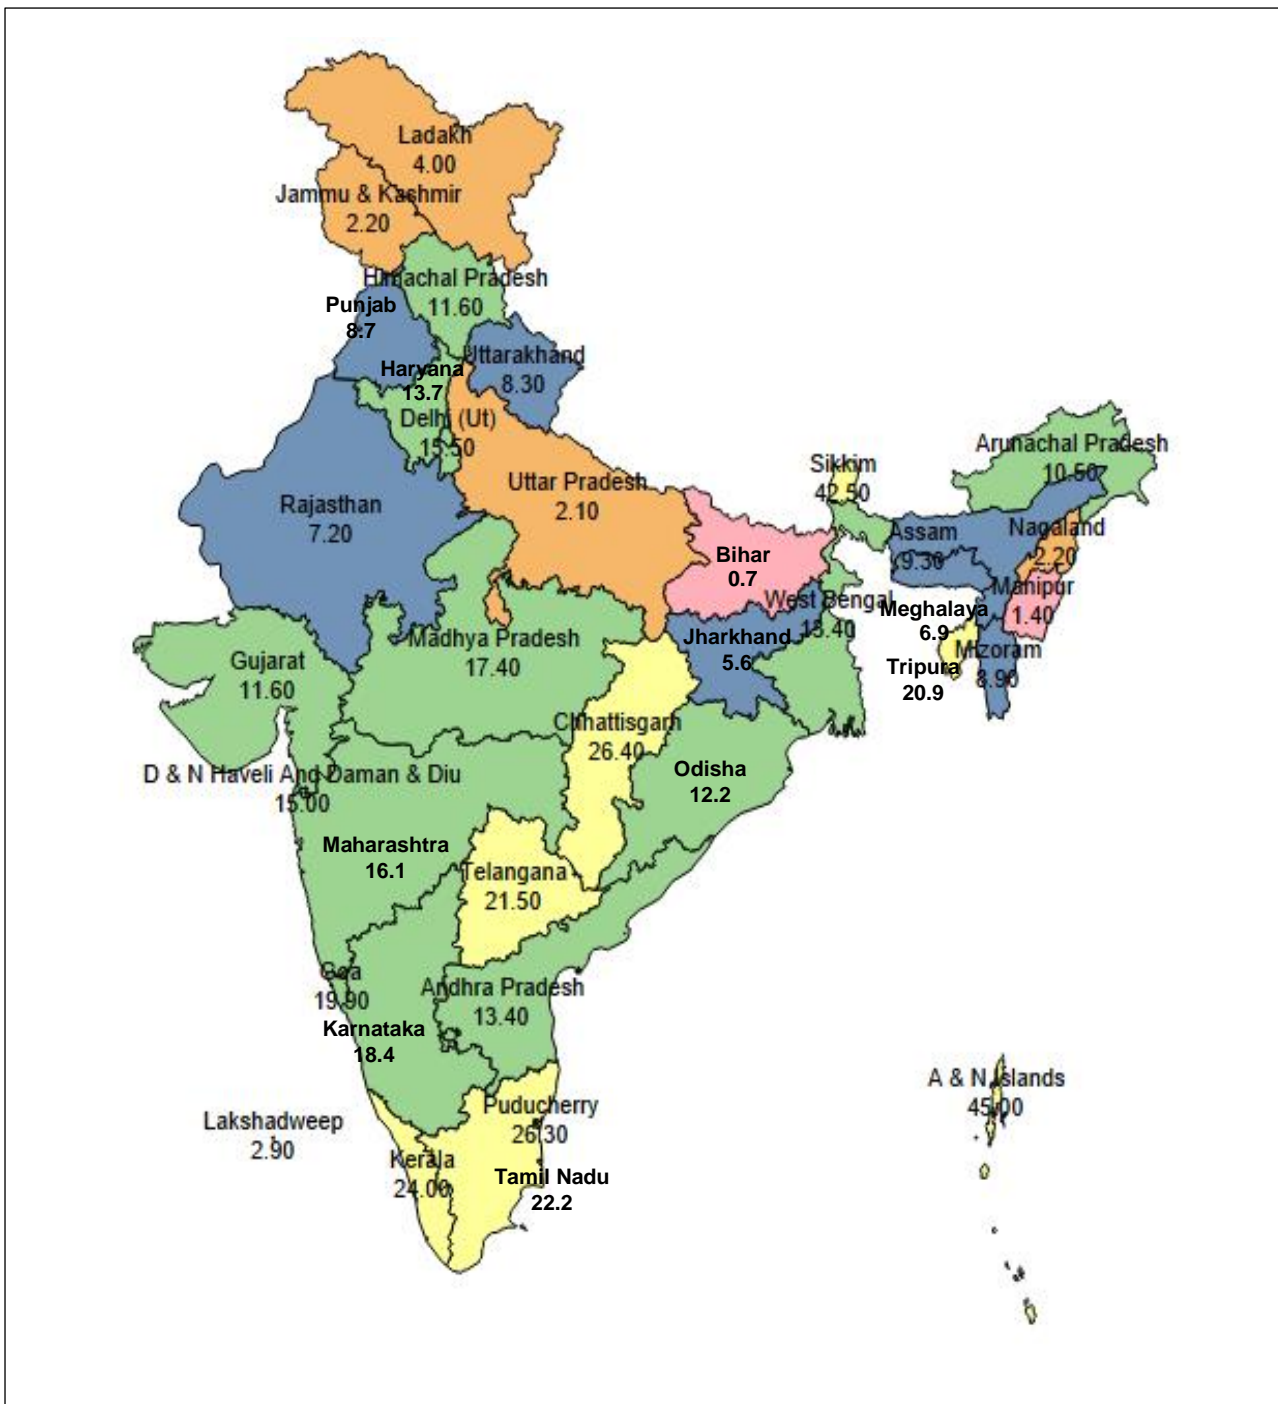 Ladakh
4.00
Jammu & Kashmir
2.20
Himachal Pradesh
11.60
Punjab
8.7
Uttarakhand
8.30
Haryana
13.7
Delhi (Ut)
15.50
Arunachal Pradesh
10.50
Sikkim
42.50
Uttar Pradesh
2.10
Rajasthan
7.20
Assam
9.30
Nagaland
2.20
Bihar
0.7
Manipur
1.40
West Bengal
13.40
Meghalaya
6.9
Madhya Pradesh
17.40
Jharkhand
5.6
Mizoram
8.90
Gujarat
11.60
Tripura
20.9
Chhattisgarh
26.40
D & N Haveli And Daman & Diu
15.00
Odisha
12.2
Maharashtra
16.1
Telangana
21.50
Goa
19.90
Andhra Pradesh
13.40
Karnataka
18.4
A & N Islands
45.00
Puducherry
26.30
Lakshadweep
2.90
Kerala
24.00
Tamil Nadu
22.2